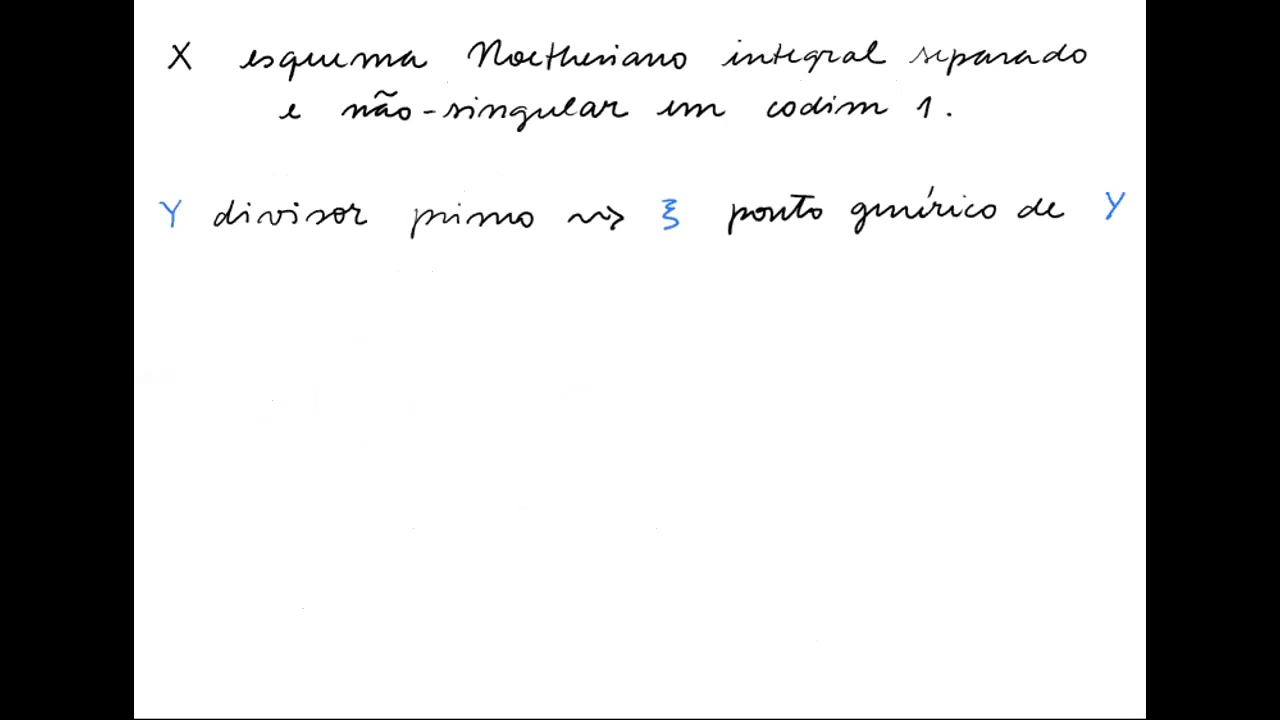 X esquema Noetheriano integral separado
e não-singular em codim 1.
Y divisor primo ⇝ ξ ponto genérico de Y